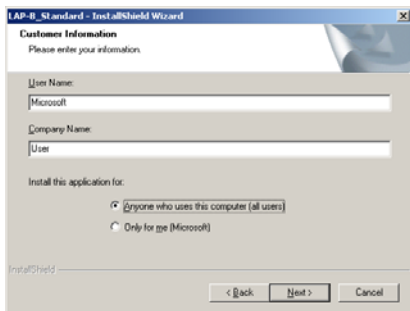 LAP-B_Standard - InstallShield Wizard
Customer Information
Please enter your information.
User Name:
Microsoft
Company Name:
User
Install this application for:
Anyone who uses this computer (all users)
Only for me (Microsoft)
InstallShield
< Back
Next >
Cancel